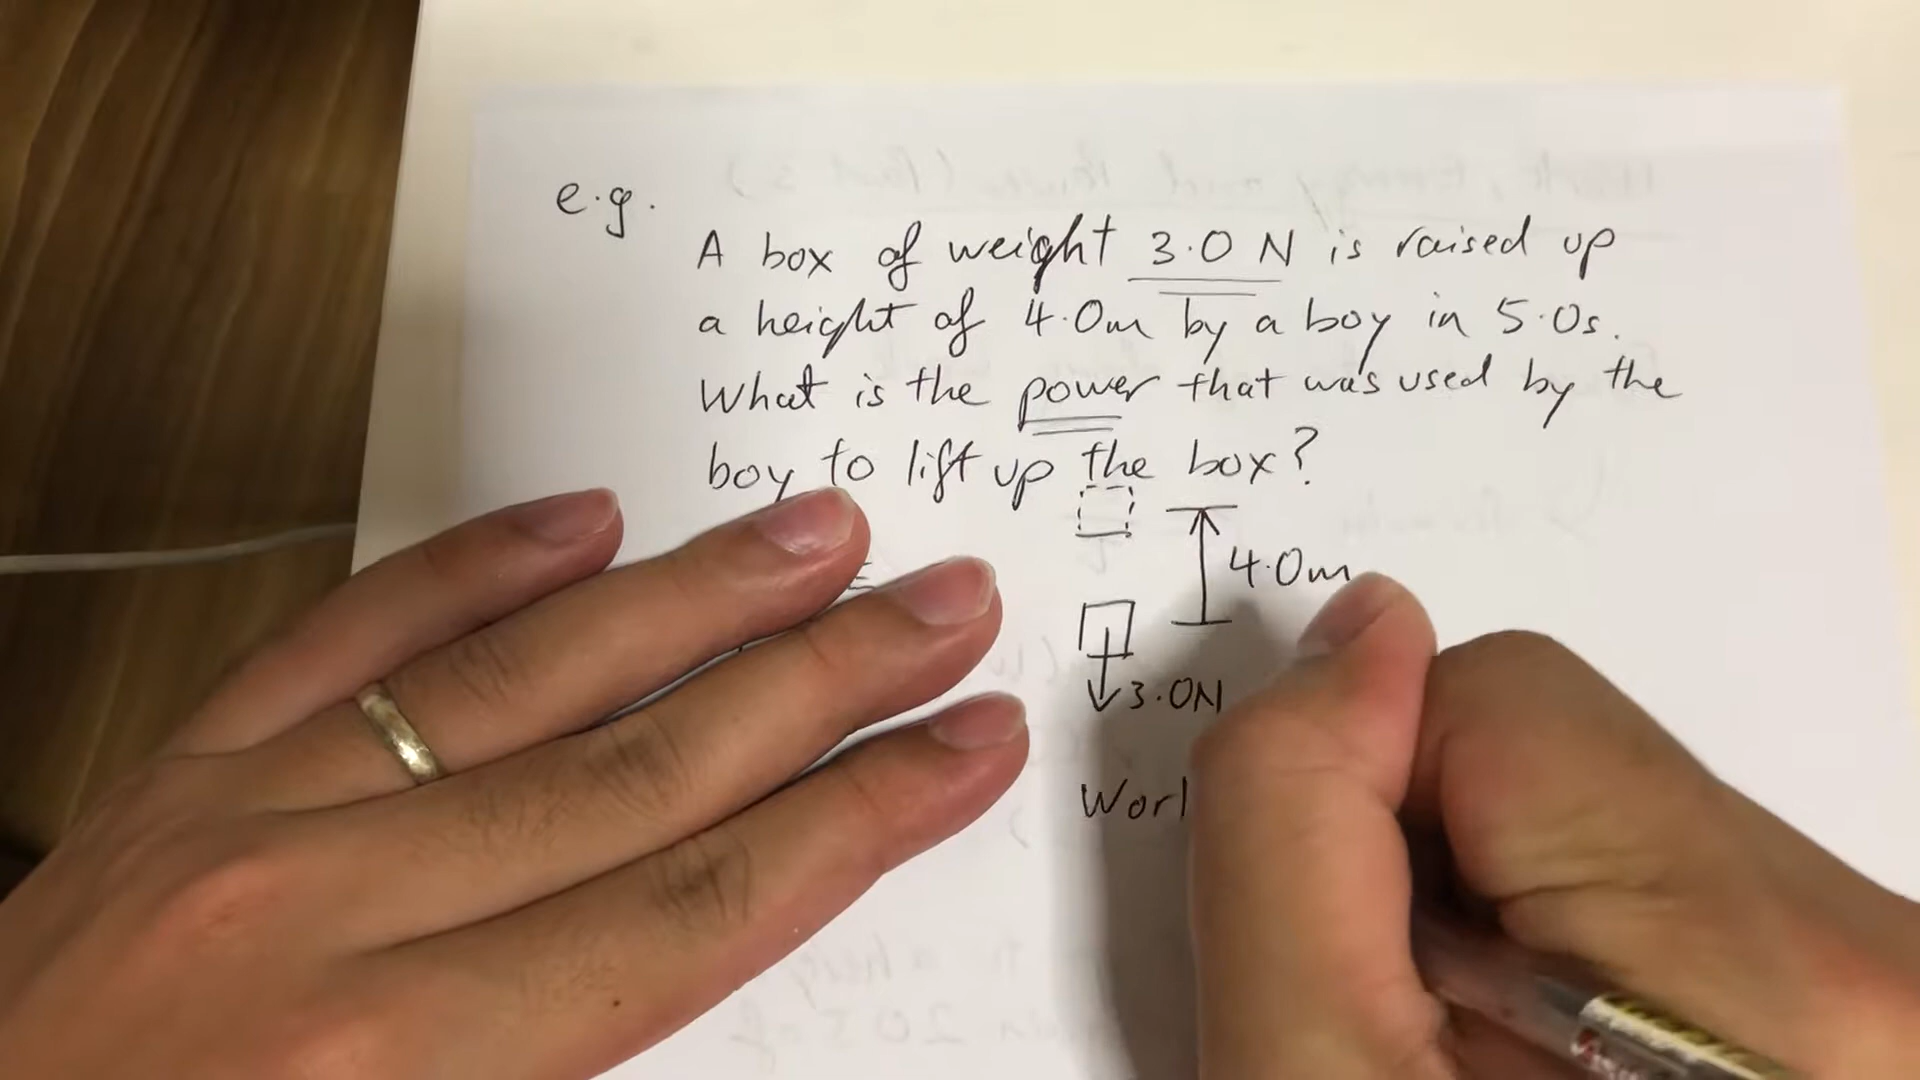 e.g.
A box of weight 3.0 N is raised up
a height of 4.0m by a boy in 5.0s.
What is the power that was used by the
boy to lift up the box?
4.0m
3.0N